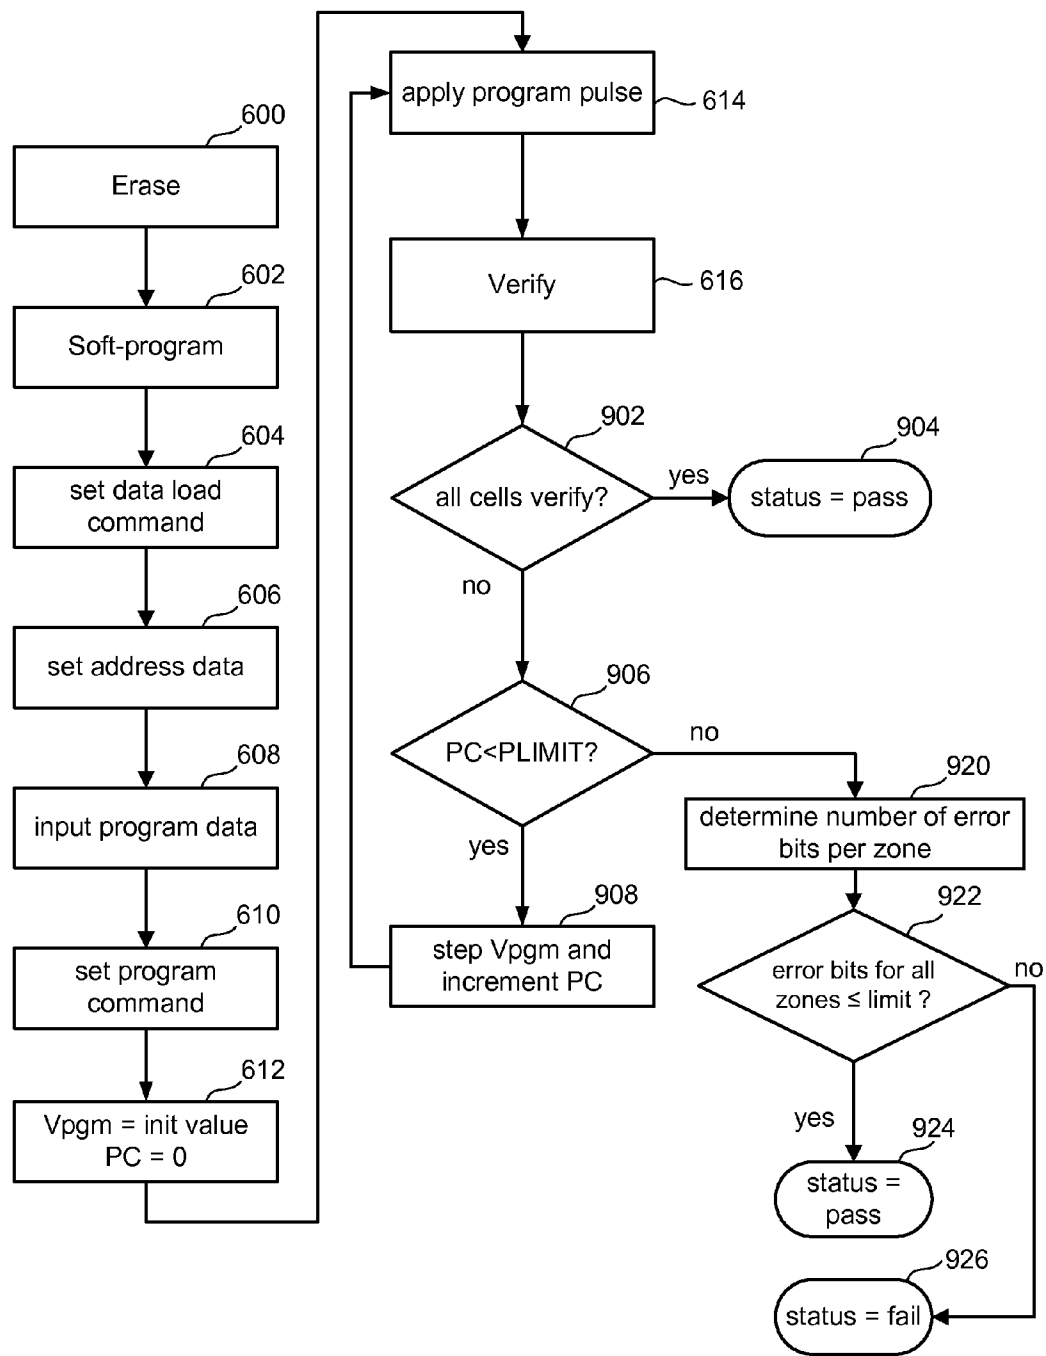 600
Erase
602
Soft-program
604
set data load
command
606
set address data
608
input program data
610
set program
command
612
Vpgm = init value
PC = 0
apply program pulse
614
Verify
616
902
all cells verify?
yes
904
status = pass
no
906
PC<PLIMIT?
no
yes
908
step Vpgm and
increment PC
920
determine number of error
bits per zone
922
error bits for all
zones ≤ limit ?
no
yes
924
status =
pass
926
status = fail